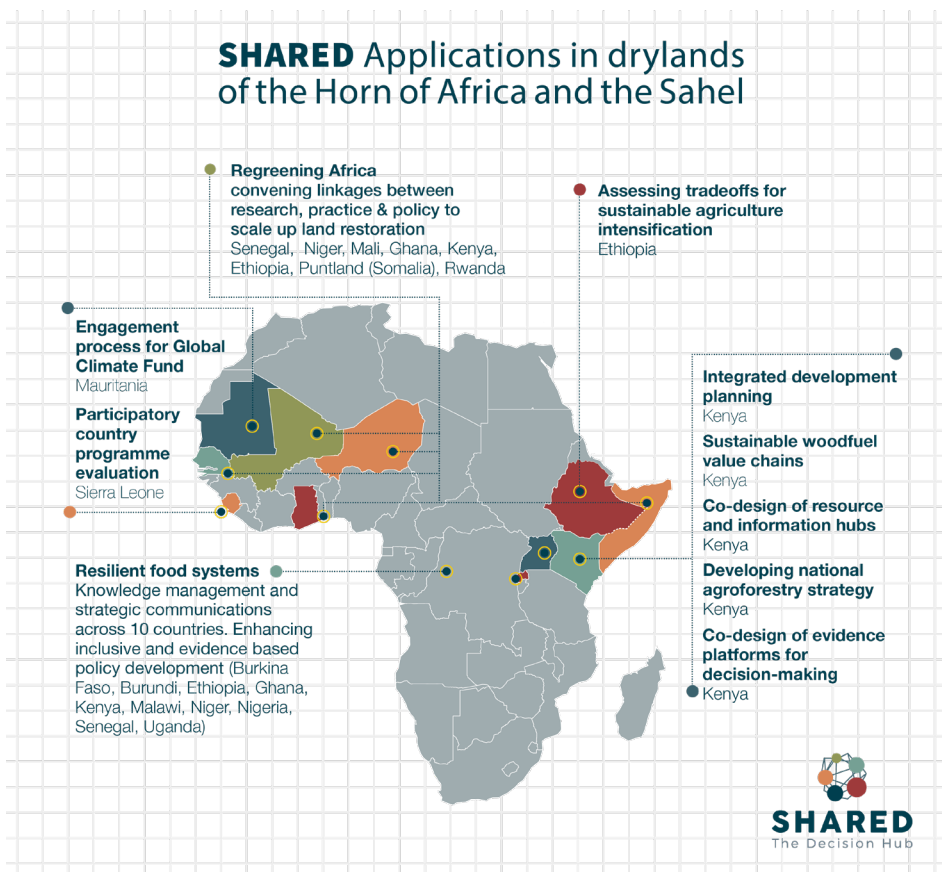 SHARED Applications in drylands
of the Horn of Africa and the Sahel
Regreening Africa
convening linkages between
research, practice & policy to
scale up land restoration
Senegal, Niger, Mali, Ghana, Kenya,
Ethiopia, Puntland (Somalia), Rwanda
Assessing tradeoffs for
sustainable agriculture
intensification
Ethiopia
Engagement
process for Global
Climate Fund
Mauritania
Participatory
country
programme
evaluation
Sierra Leone
Resilient food systems
Knowledge management and
strategic communications
across 10 countries. Enhancing
inclusive and evidence based
policy development (Burkina
Faso, Burundi, Ethiopia, Ghana,
Kenya, Malawi, Niger, Nigeria,
Senegal, Uganda)
Integrated development
planning
Kenya
Sustainable woodfuel
value chains
Kenya
Co-design of resource
and information hubs
Kenya
Developing national
agroforestry strategy
Kenya
Co-design of evidence
platforms for
decision-making
Kenya
SHARED
The Decision Hub